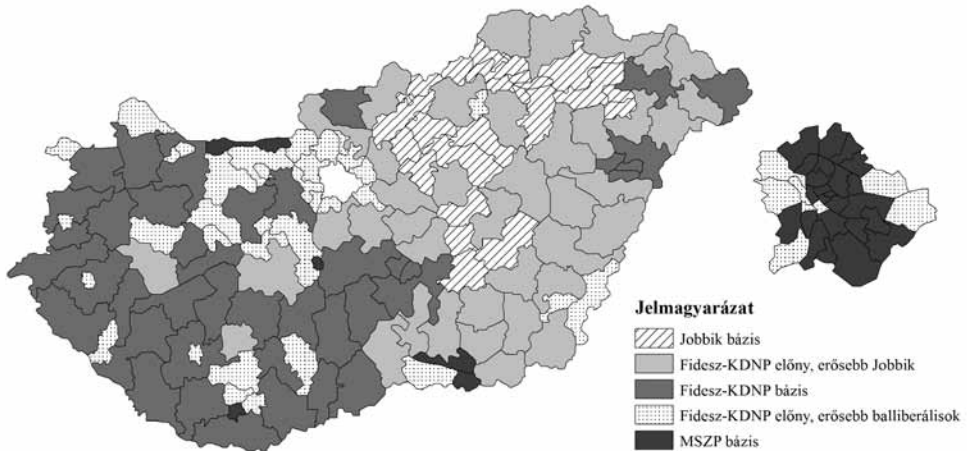 Jelmagyarázat
Jobbik bázis
Fidesz-KDNP előny, erősebb Jobbik
Fidesz-KDNP bázis
Fidesz-KDNP előny, erősebb balliberálisok
MSZP bázis